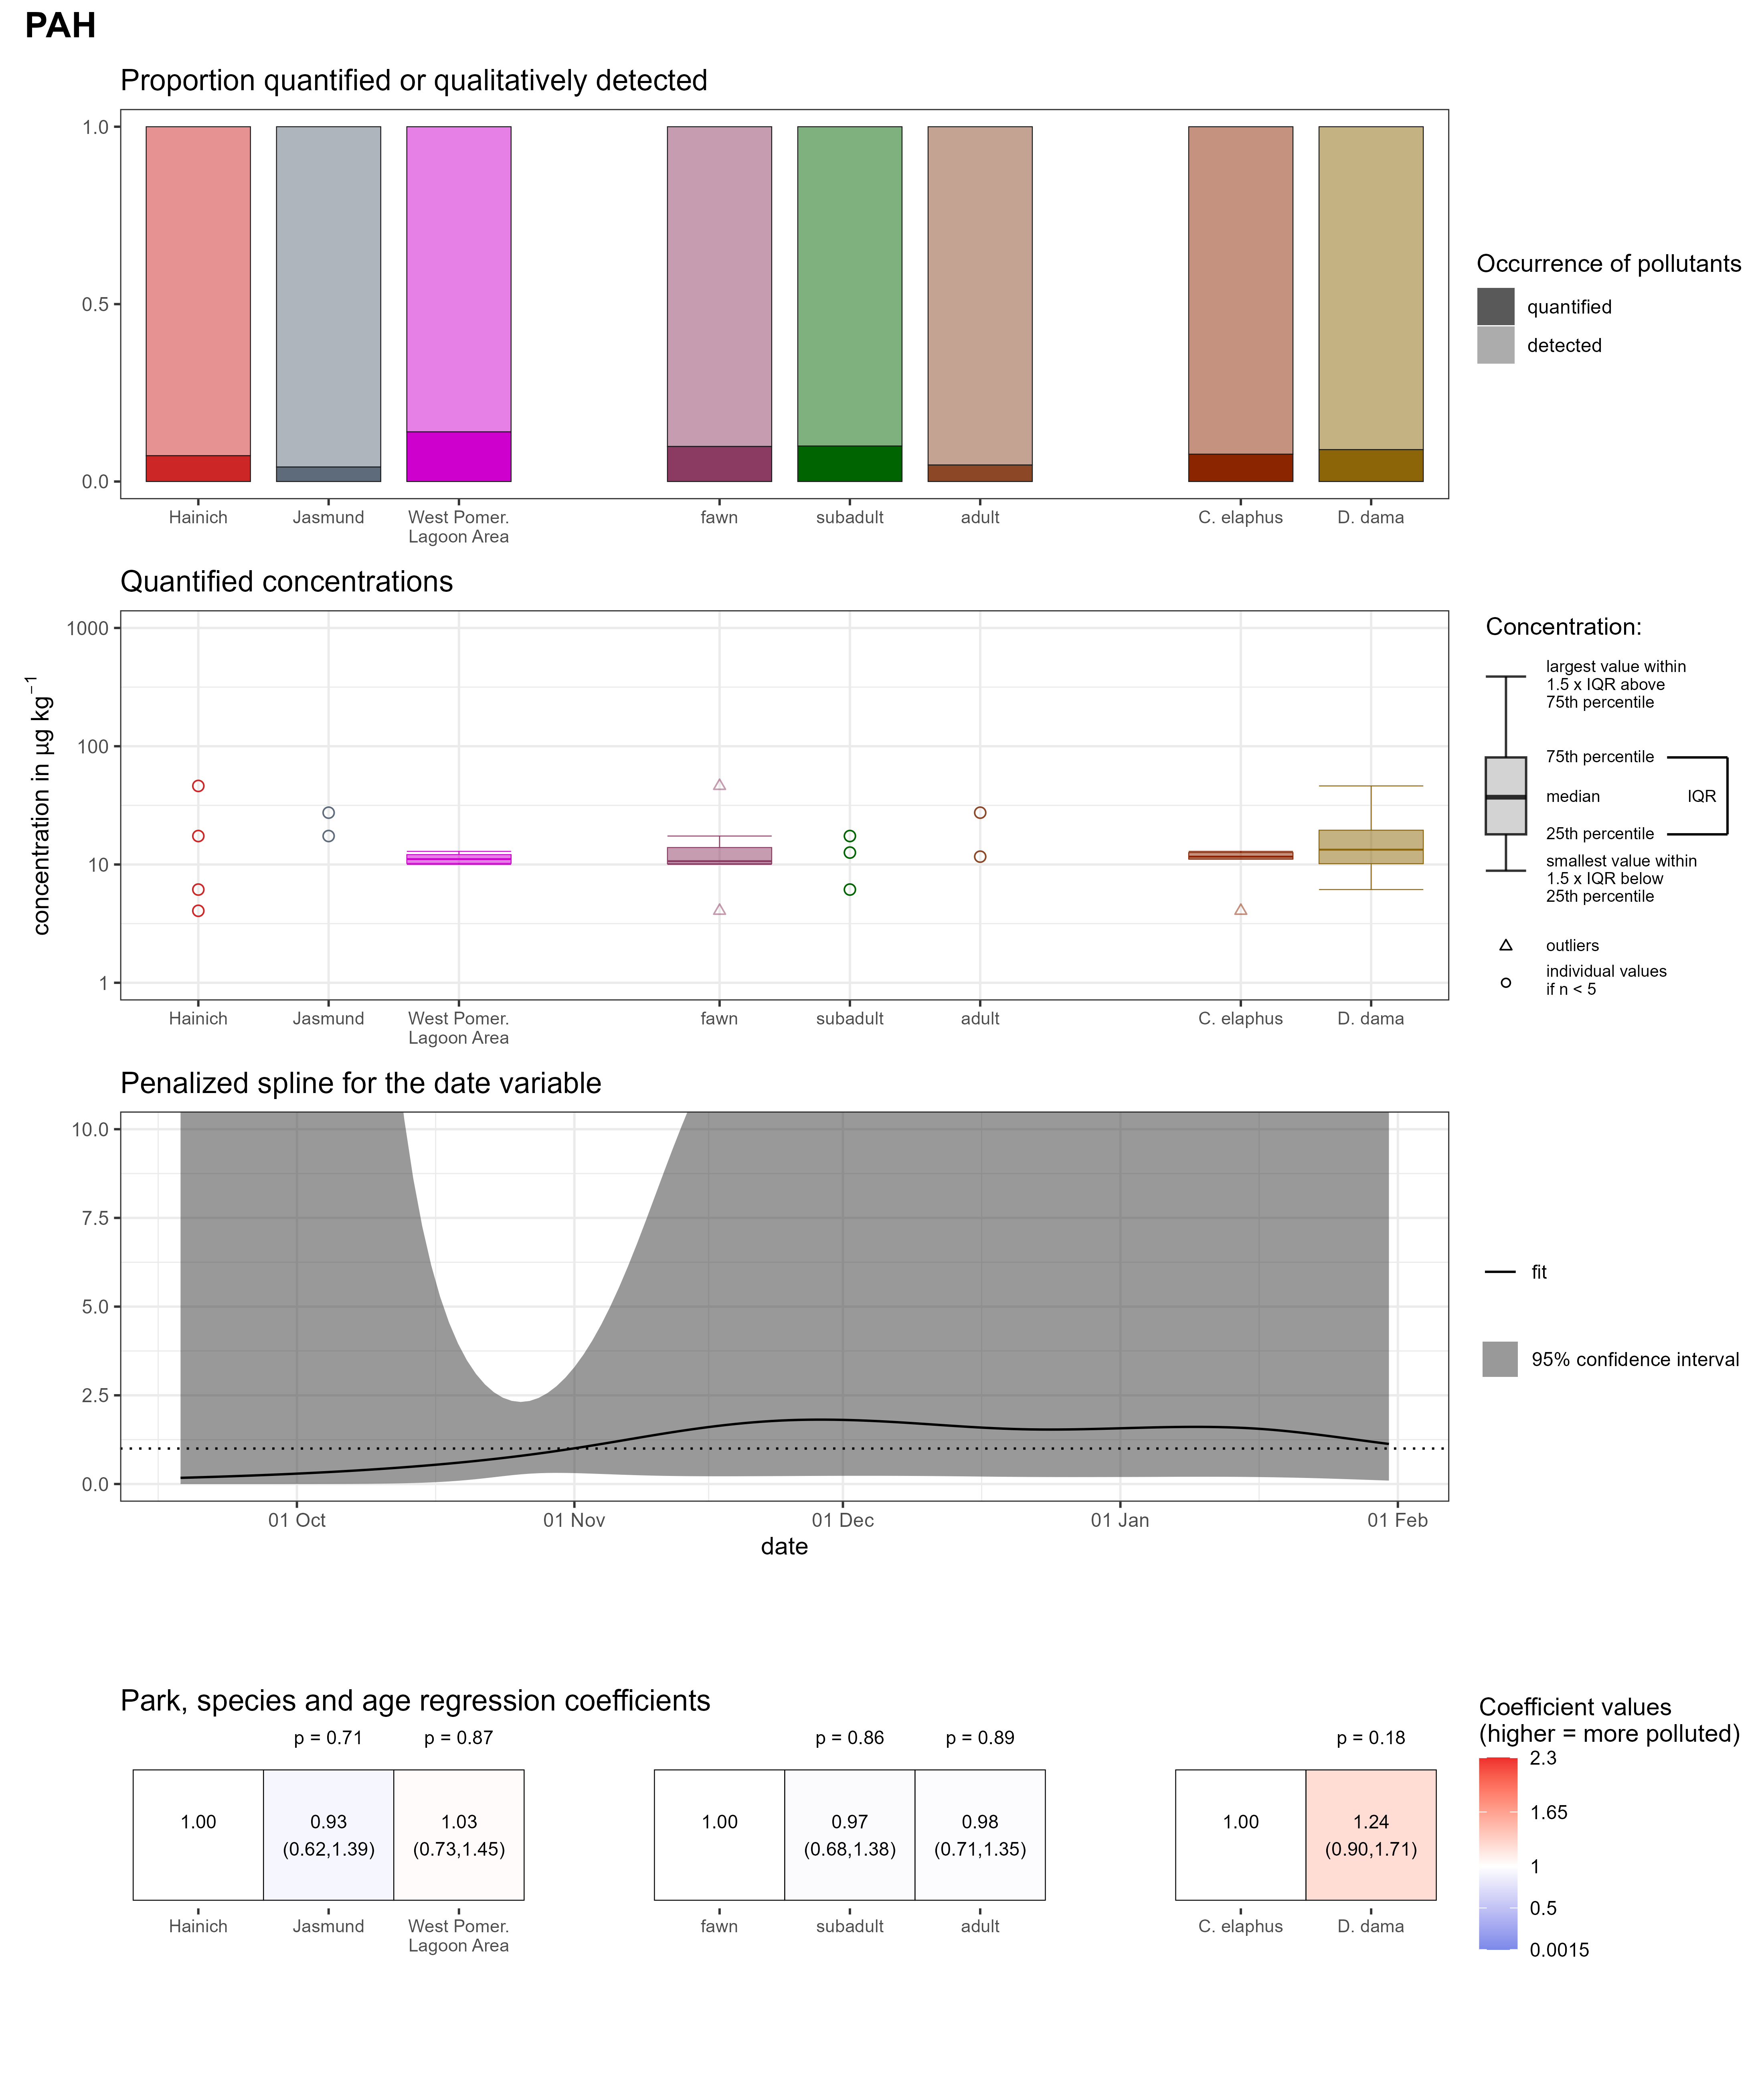 PAH
Proportion quantified or qualitatively detected
1.0
0.5
0.0
Hainich
Jasmund
West Pomer.
Lagoon Area
fawn
subadult
adult
C. elaphus
D. dama
Occurrence of pollutants
quantified
detected
Quantified concentrations
concentration in µg kg⁻¹
1000
100
10
1
Hainich
Jasmund
West Pomer.
Lagoon Area
fawn
subadult
adult
C. elaphus
D. dama
Concentration:
largest value within
1.5 x IQR above
75th percentile
75th percentile
median
IQR
25th percentile
smallest value within
1.5 x IQR below
25th percentile
outliers
individual values
if n < 5
Penalized spline for the date variable
10.0
7.5
5.0
2.5
0.0
01 Oct
01 Nov
01 Dec
01 Jan
01 Feb
date
fit
95% confidence interval
Park, species and age regression coefficients
p = 0.71
p = 0.87
p = 0.86
p = 0.89
p = 0.18
1.00
0.93
(0.62,1.39)
1.03
(0.73,1.45)
1.00
0.97
(0.68,1.38)
0.98
(0.71,1.35)
1.00
1.24
(0.90,1.71)
Hainich
Jasmund
West Pomer.
Lagoon Area
fawn
subadult
adult
C. elaphus
D. dama
Coefficient values
(higher = more polluted)
2.3
1.65
1
0.5
0.0015